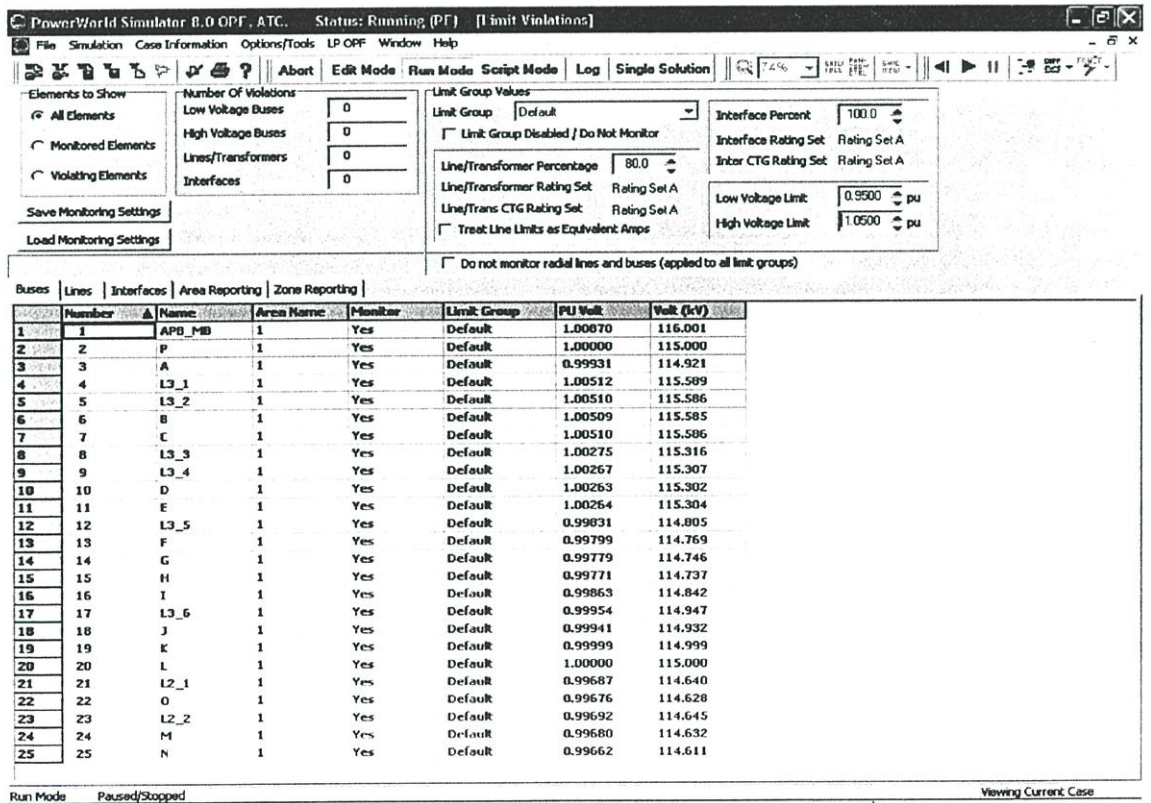 PowerWorld Simulator 8.0 OPF, ATC. Status: Running (PF) [Limit Violations]
File Simulation Case Information Options/Tools LP OPF Window Help
Abort Edit Mode Run Mode Script Mode Log Single Solution 74%
Elements to Show
All Elements
Monitored Elements
Violating Elements
Save Monitoring Settings
Load Monitoring Settings
Number Of Violations
Low Voltage Buses 0
High Voltage Buses 0
Lines/Transformers 0
Interfaces 0
Limit Group Values
Limit Group Default
Limit Group Disabled / Do Not Monitor
Line/Transformer Percentage 80.0
Line/Transformer Rating Set Rating Set A
Line/Trans CTG Rating Set Rating Set A
Treat Line Limits as Equivalent Amps
Interface Percent 100.0
Interface Rating Set Rating Set A
Inter CTG Rating Set Rating Set A
Low Voltage Limit 0.9500 pu
High Voltage Limit 1.0500 pu
Do not monitor radial lines and buses (applied to all limit groups)
Buses Lines Interfaces Area Reporting Zone Reporting
Number Name Area Name Monitor Limit Group PU Volt Volt (kV)
1 1 APB_MB 1 Yes Default 1.00870 116.001
2 2 P 1 Yes Default 1.00000 115.000
3 3 A 1 Yes Default 0.99931 114.921
4 4 L3_1 1 Yes Default 1.00512 115.589
5 5 L3_2 1 Yes Default 1.00510 115.586
6 6 B 1 Yes Default 1.00509 115.585
7 7 C 1 Yes Default 1.00510 115.586
8 8 L3_3 1 Yes Default 1.00275 115.316
9 9 L3_4 1 Yes Default 1.00267 115.307
10 10 D 1 Yes Default 1.00263 115.302
11 11 E 1 Yes Default 1.00264 115.304
12 12 L3_5 1 Yes Default 0.99831 114.805
13 13 F 1 Yes Default 0.99799 114.769
14 14 G 1 Yes Default 0.99779 114.746
15 15 H 1 Yes Default 0.99771 114.737
16 16 I 1 Yes Default 0.99863 114.842
17 17 L3_6 1 Yes Default 0.99954 114.947
18 18 J 1 Yes Default 0.99941 114.932
19 19 K 1 Yes Default 0.99999 114.999
20 20 L 1 Yes Default 1.00000 115.000
21 21 L2_1 1 Yes Default 0.99687 114.640
22 22 O 1 Yes Default 0.99676 114.628
23 23 L2_2 1 Yes Default 0.99692 114.645
24 24 M 1 Yes Default 0.99680 114.632
25 25 N 1 Yes Default 0.99662 114.611
Run Mode Paused/Stopped Viewing Current Case